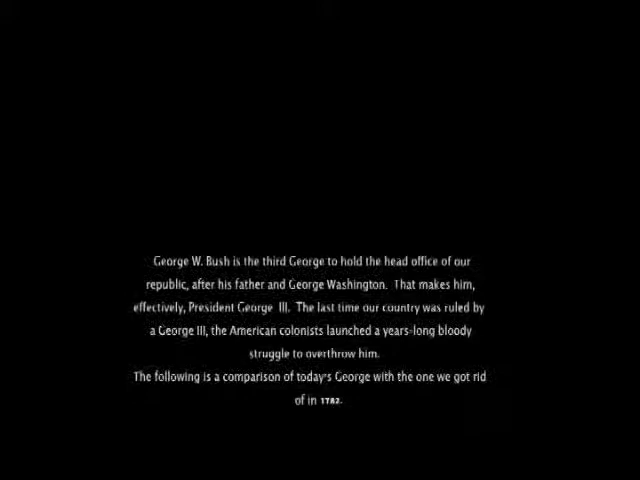 George W. Bush is the third George to hold the head office of our
republic, after his father and George Washington. That makes him,
effectively, President George III. The last time our country was ruled by
a George III, the American colonists launched a years-long bloody
struggle to overthrow him.
The following is a comparison of today's George with the one we got rid
of in 1782.